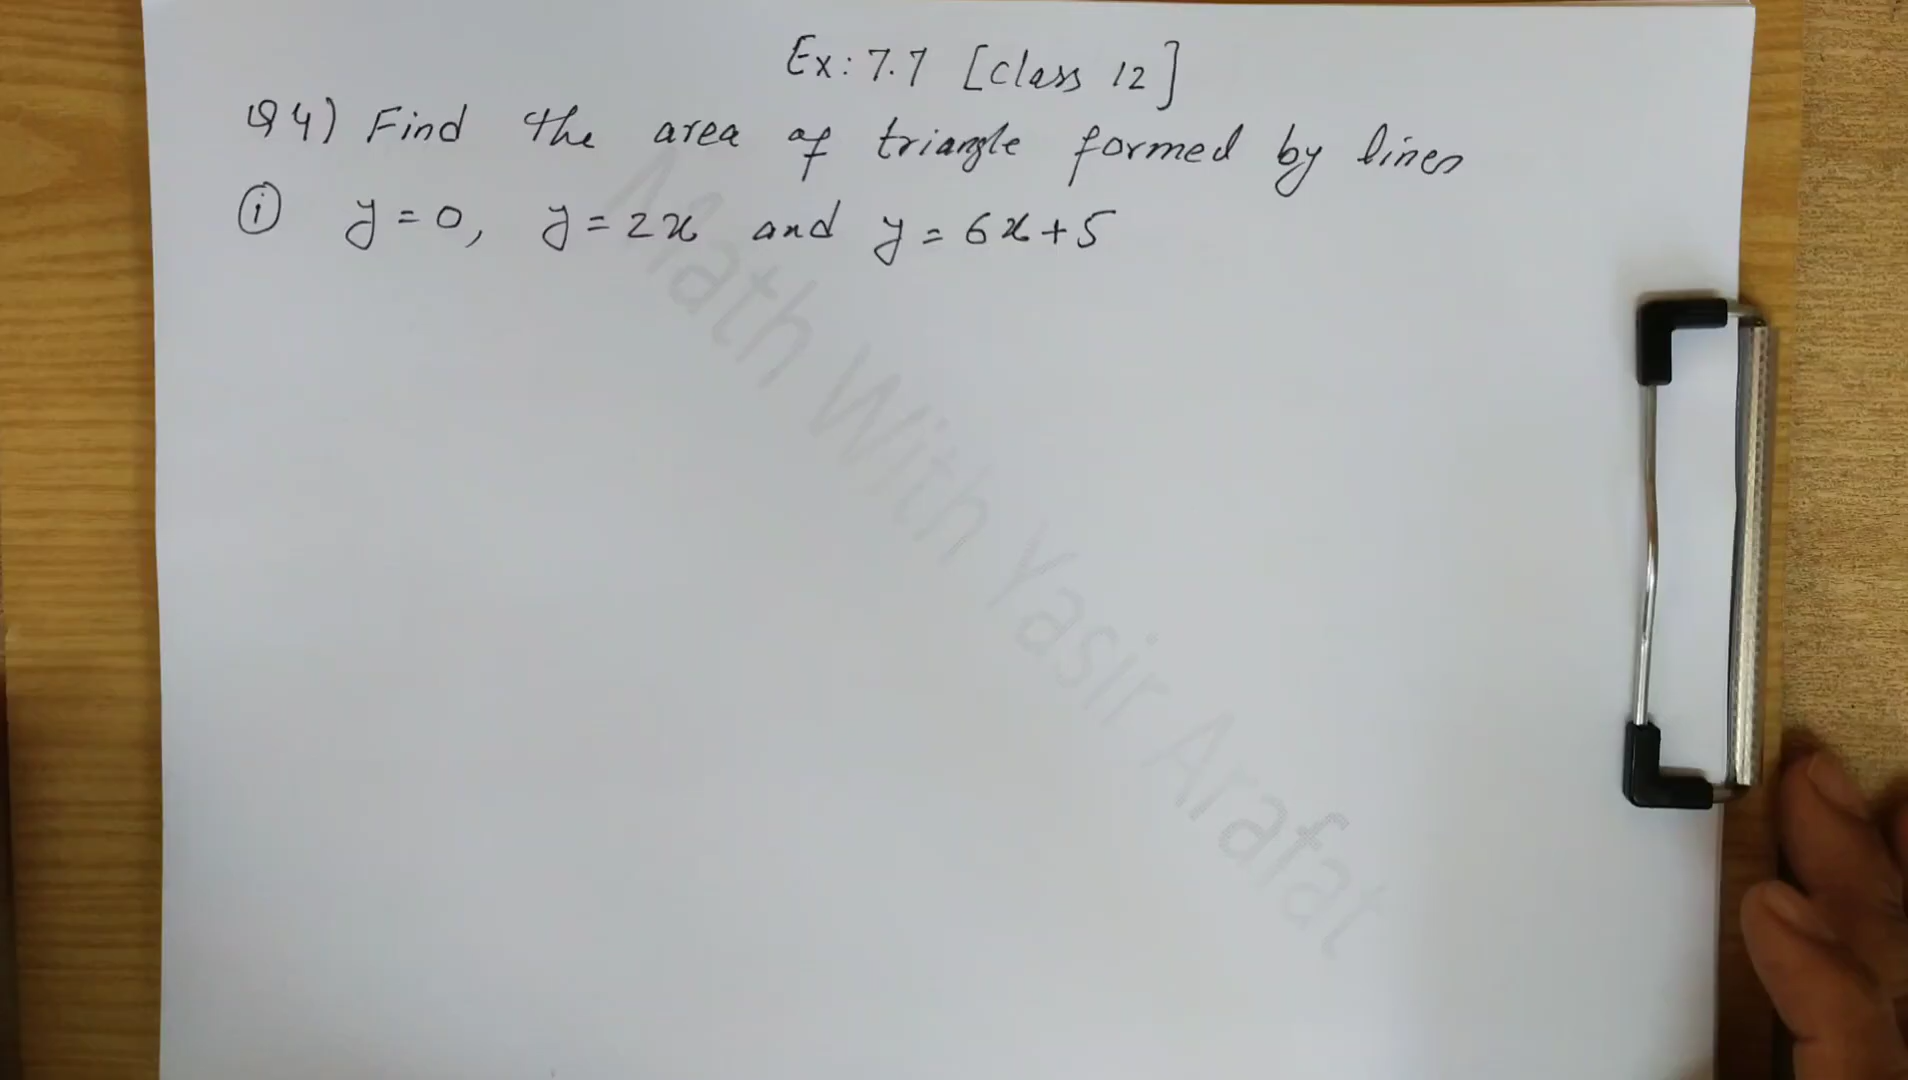 Ex: 7.7 [Class 12]
Q4) Find the area of triangle formed by lines
(i) y = 0, y = 2x and y = 6x+5
Math With Yasir Arafat